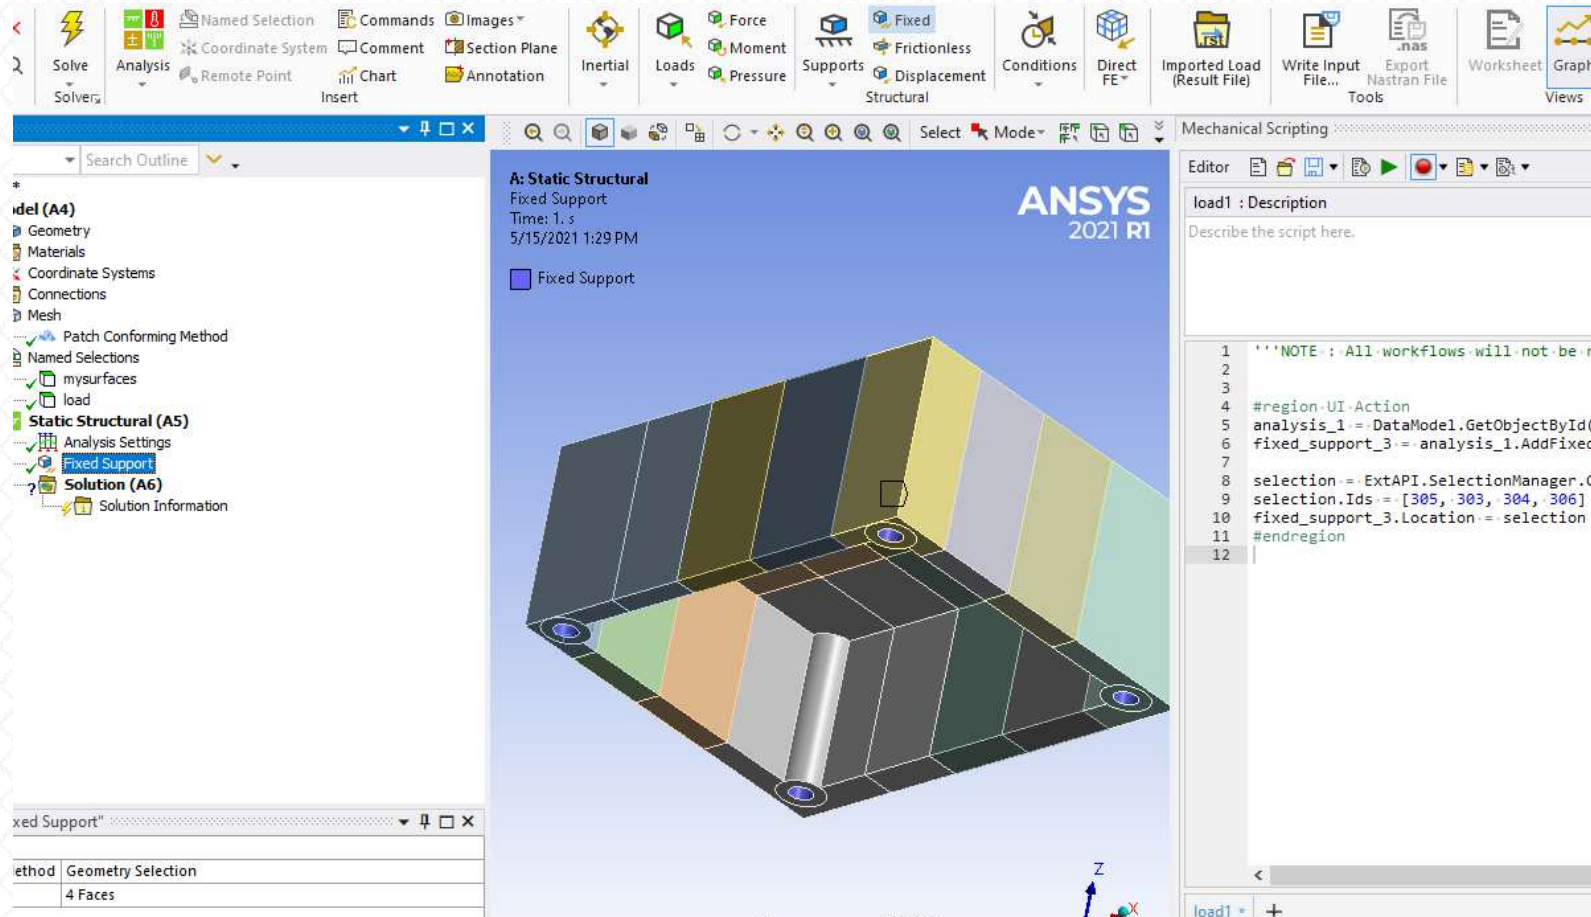 Named Selection
Commands
Images
Force
Fixed
Coordinate System
Comment
Section Plane
Moment
Frictionless
Solve
Analysis
Remote Point
Chart
Annotation
Inertial
Loads
Pressure
Supports
Displacement
Conditions
Direct
FE
Imported Load
(Result File)
Write Input
File...
Export
Nastran File
.rst
.nas
Worksheet
Graph
Solver
Insert
Structural
Tools
Views
Search Outline
Select
Mode
Mechanical Scripting
Editor
load1 : Description
Describe the script here.
*
del (A4)
Geometry
Materials
Coordinate Systems
Connections
Mesh
Patch Conforming Method
Named Selections
mysurfaces
load
Static Structural (A5)
Analysis Settings
Fixed Support
Solution (A6)
Solution Information
A: Static Structural
Fixed Support
Time: 1. s
5/15/2021 1:29 PM
Fixed Support
ANSYS
2021 R1
Z
X
1 '''NOTE : All workflows will not be
2
3
4 #region UI Action
5 analysis_1 = DataModel.GetObjectById(
6 fixed_support_3 = analysis_1.AddFixed
7
8 selection = ExtAPI.SelectionManager.C
9 selection.Ids = [305, 303, 304, 306]
10 fixed_support_3.Location = selection
11 #endregion
12
load1 *
xed Support"
ethod Geometry Selection
4 Faces